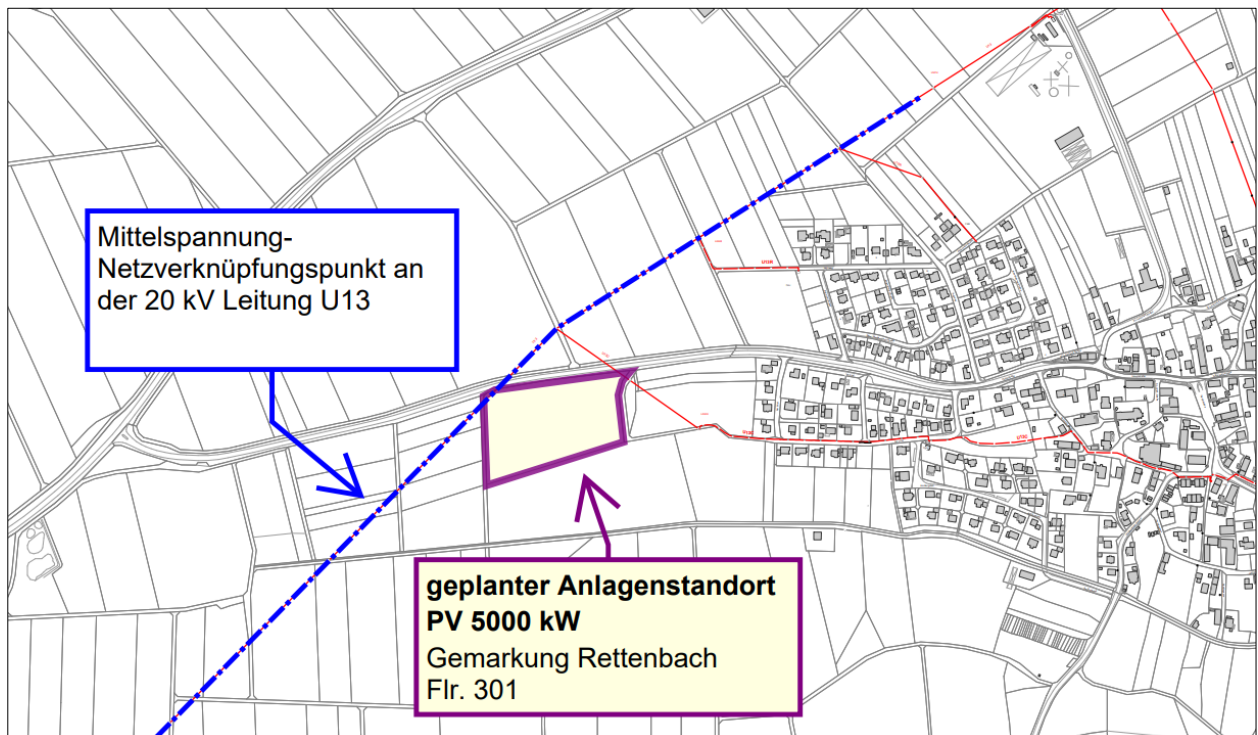 Mittelspannung-
Netzverknüpfungspunkt an
der 20 kV Leitung U13
geplanter Anlagenstandort
PV 5000 kW
Gemarkung Rettenbach
Flr. 301